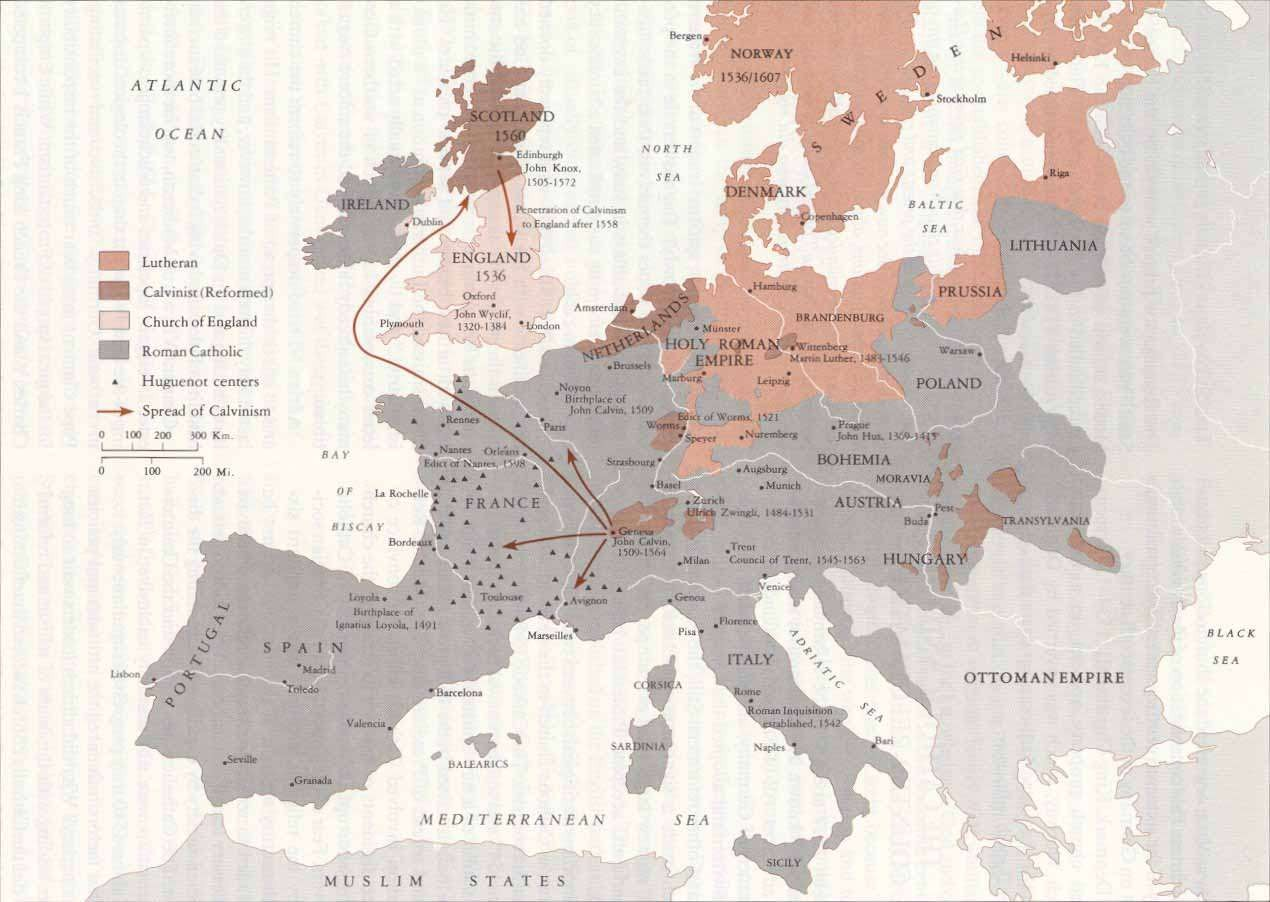 ATLANTIC
OCEAN
Bergen
NORWAY
1536/1607
SWEDEN
Helsinki
Stockholm
SCOTLAND
1560
Edinburgh
John Knox,
1505-1572
NORTH
SEA
Riga
IRELAND
Dublin
Penetration of Calvinism
to England after 1558
DENMARK
Copenhagen
BALTIC
SEA
LITHUANIA
Lutheran
Calvinist (Reformed)
Church of England
Roman Catholic
Huguenot centers
Spread of Calvinism
0 100 200 300 Km.
0 100 200 Mi.
ENGLAND
1536
Oxford
John Wyclif,
1320-1384
London
Plymouth
Amsterdam
NETHERLANDS
Hamburg
PRUSSIA
BRANDENBURG
Münster
HOLY ROMAN
EMPIRE
Wittenberg
Martin Luther, 1483-1546
Warsaw
Brussels
Marburg
Leipzig
POLAND
Noyon
Birthplace of
John Calvin, 1509
Edict of Worms, 1521
Worms
Speyer
Nuremberg
Prague
John Hus, 1369-1415
Rennes
Paris
Nantes
Orleans
Edict of Nantes, 1598
Strasbourg
Augsburg
Munich
BOHEMIA
MORAVIA
BAY
OF
BISCAY
La Rochelle
FRANCE
Basel
Zurich
Ulrich Zwingli, 1484-1531
AUSTRIA
Buda
Pest
TRANSYLVANIA
Bordeaux
Geneva
John Calvin,
1509-1564
Milan
Trent
Council of Trent, 1545-1563
HUNGARY
Venice
Loyola
Birthplace of
Ignatius Loyola, 1491
Toulouse
Avignon
Marseilles
Genoa
Pisa
Florence
ADRIATIC SEA
BLACK
SEA
PORTUGAL
SPAIN
Lisbon
Madrid
Toledo
Barcelona
CORSICA
ITALY
OTTOMAN EMPIRE
Rome
Roman Inquisition
established, 1542
Valencia
SARDINIA
Naples
Bari
Seville
Granada
BALEARICS
MEDITERRANEAN SEA
SICILY
MUSLIM STATES